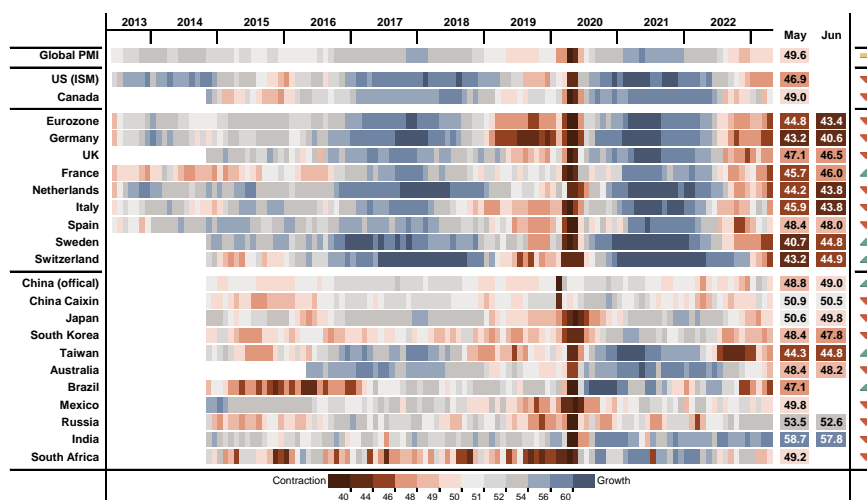 2013 2014 2015 2016 2017 2018 2019 2020 2021 2022
May Jun
Global PMI 49.6
US (ISM) 46.9
Canada 49.0
Eurozone 44.8 43.4
Germany 43.2 40.6
UK 47.1 46.5
France 45.7 46.0
Netherlands 44.2 43.8
Italy 45.9 43.8
Spain 48.4 48.0
Sweden 40.7 44.8
Switzerland 43.2 44.9
China (offical) 48.8 49.0
China Caixin 50.9 50.5
Japan 50.6 49.8
South Korea 48.4 47.8
Taiwan 44.3 44.8
Australia 48.4 48.2
Brazil 47.1
Mexico 49.8
Russia 53.5 52.6
India 58.7 57.8
South Africa 49.2
Contraction Growth
40 44 46 48 49 50 51 52 54 56 60